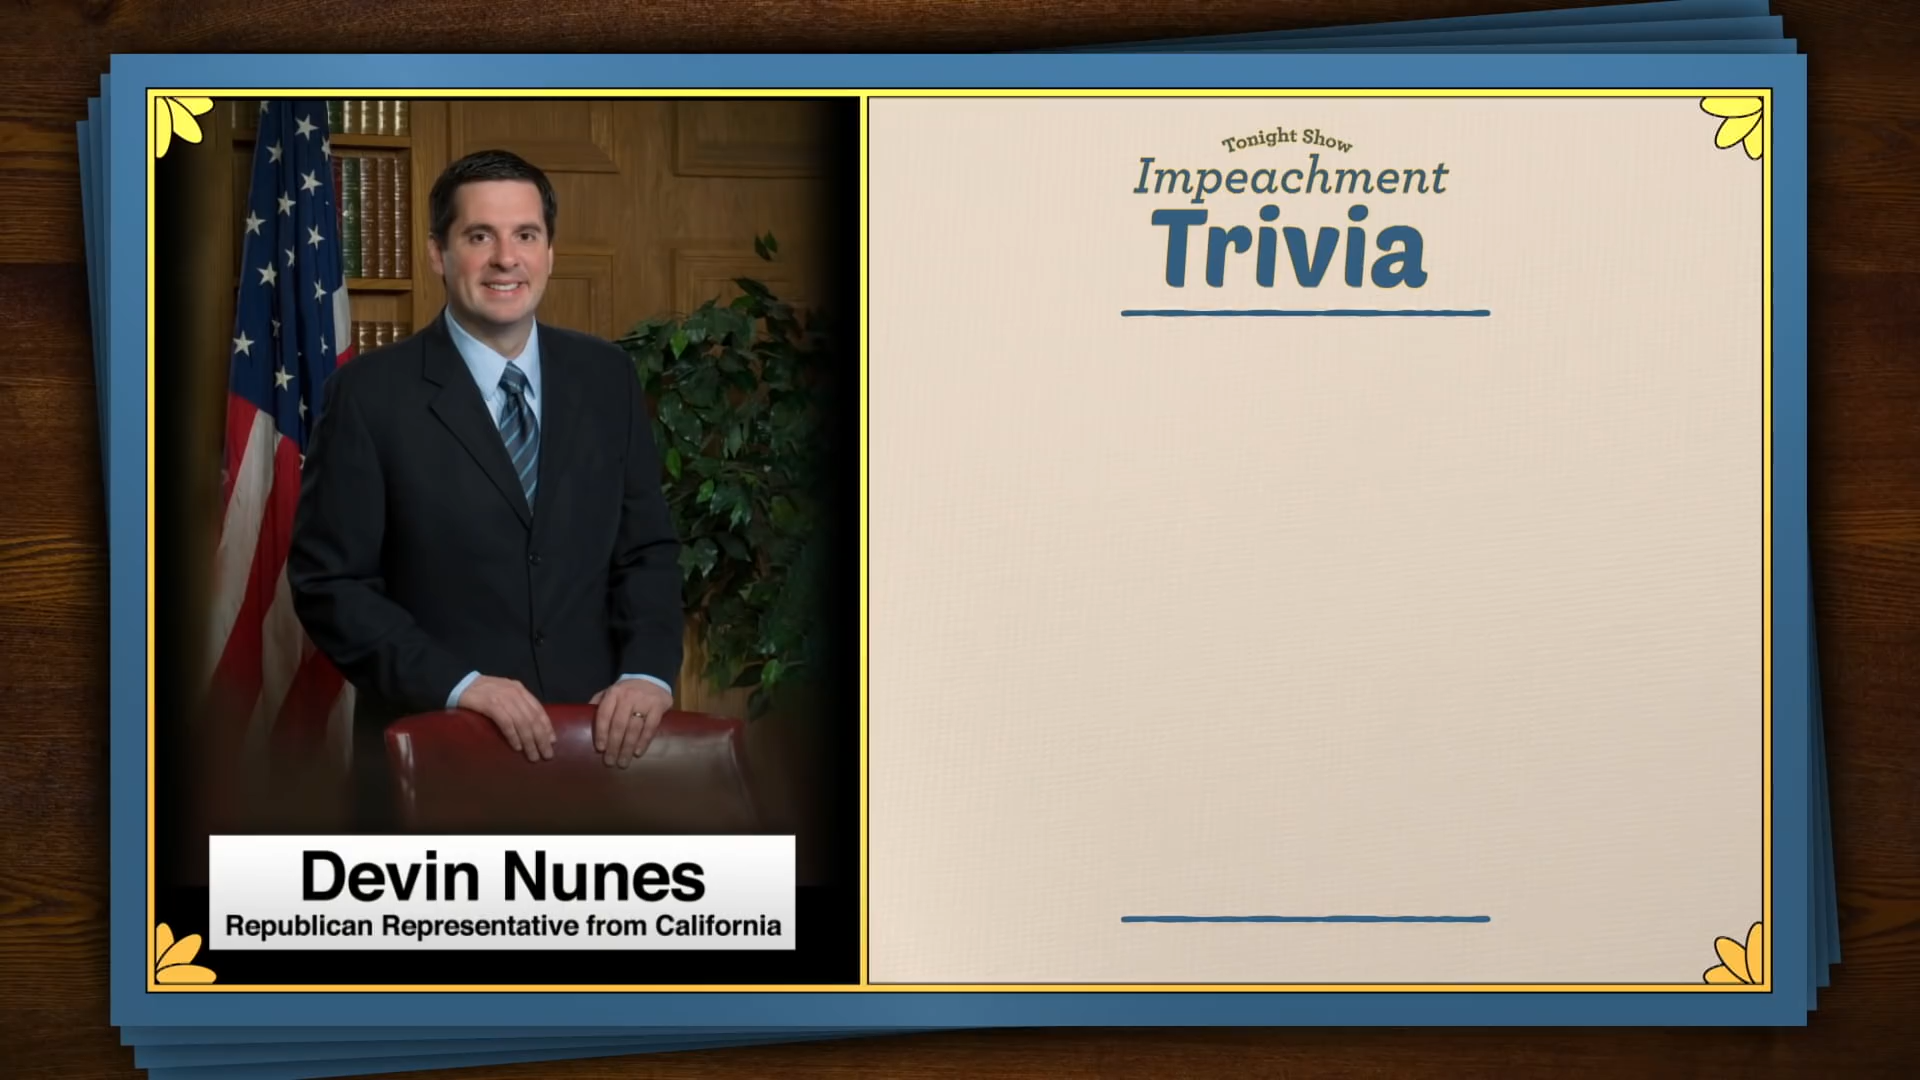 Tonight Show
Impeachment
Trivia
Devin Nunes
Republican Representative from California